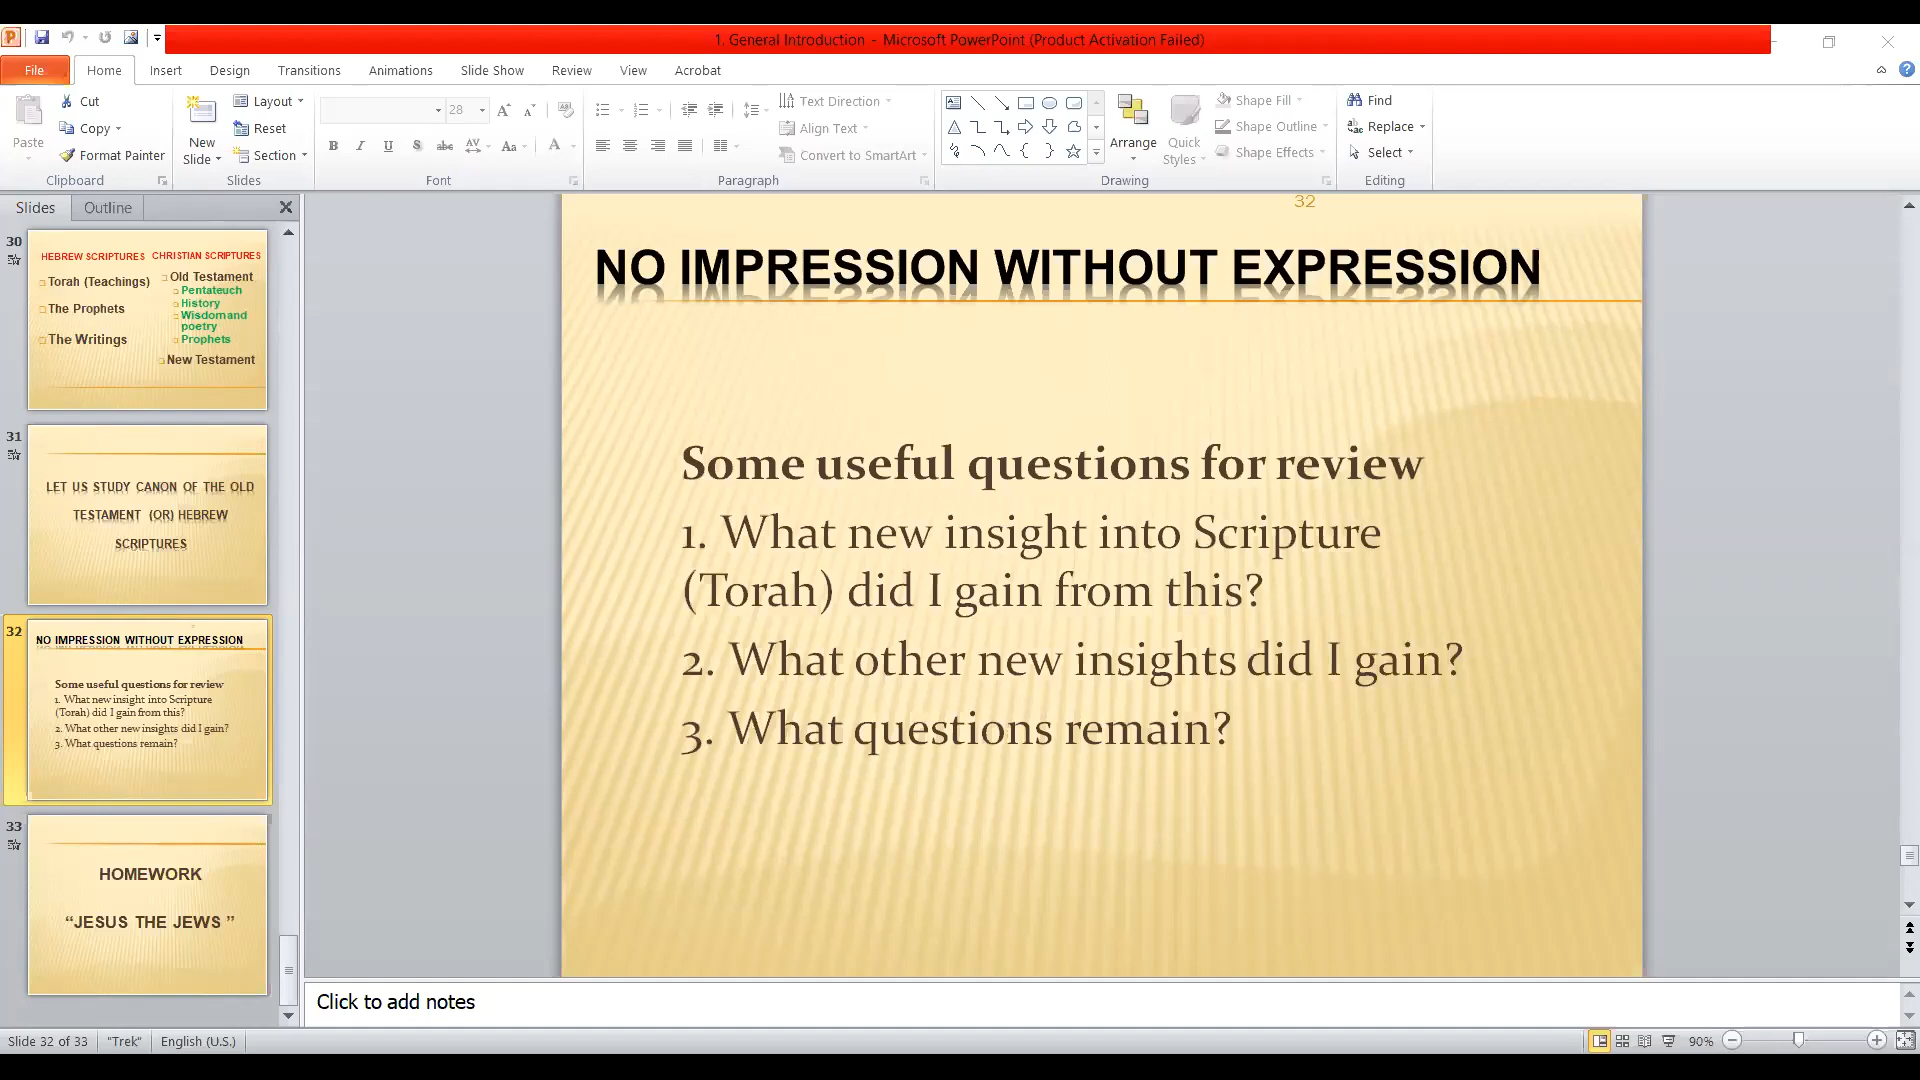 1. General Introduction - Microsoft PowerPoint (Product Activation Failed)
File Home Insert Design Transitions Animations Slide Show Review View Acrobat
Paste
Cut
Copy
Format Painter
Clipboard
New
Slide
Layout
Reset
Section
Slides
28
B I U S abc AV Aa A
Font
Text Direction
Align Text
Convert to SmartArt
Paragraph
Arrange
Quick
Styles
Shape Fill
Shape Outline
Shape Effects
Drawing
Find
Replace
Select
Editing
Slides Outline
30
HEBREW SCRIPTURES
Torah (Teachings)
The Prophets
The Writings
CHRISTIAN SCRIPTURES
Old Testament
Pentateuch
History
Wisdom and
poetry
Prophets
New Testament
31
LET US STUDY CANON OF THE OLD
TESTAMENT (OR) HEBREW
SCRIPTURES
32
NO IMPRESSION WITHOUT EXPRESSION
Some useful questions for review
1. What new insight into Scripture
(Torah) did I gain from this?
2. What other new insights did I gain?
3. What questions remain?
33
HOMEWORK
“JESUS THE JEWS ”
32
NO IMPRESSION WITHOUT EXPRESSION
Some useful questions for review
1. What new insight into Scripture
(Torah) did I gain from this?
2. What other new insights did I gain?
3. What questions remain?
Click to add notes
Slide 32 of 33 "Trek" English (U.S.) 90%